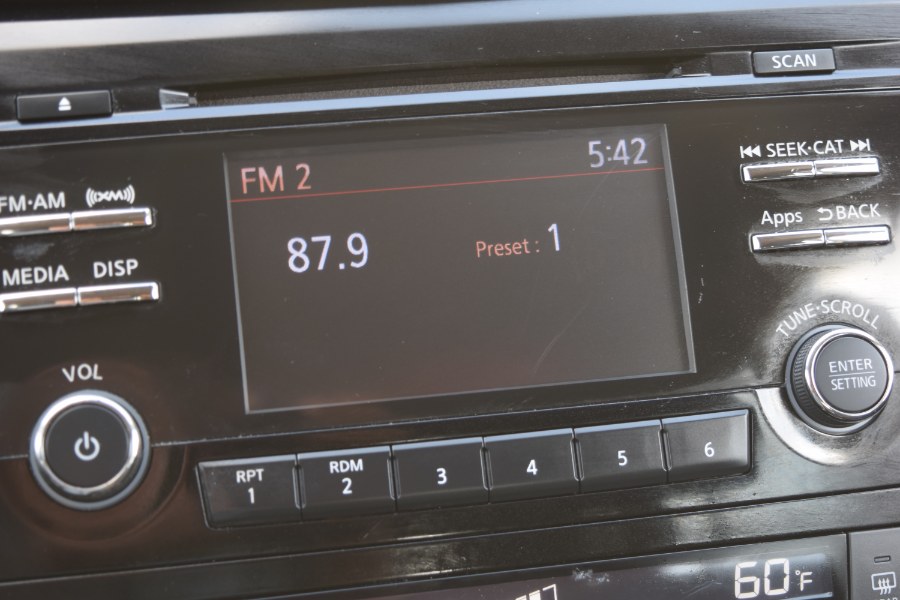 SCAN
FM 2 5:42
87.9 Preset : 1
FM·AM ((XM))
MEDIA DISP
VOL
SEEK·CAT
Apps BACK
TUNE·SCROLL
ENTER
SETTING
RPT
1
RDM
2
3
4
5
6
60°F